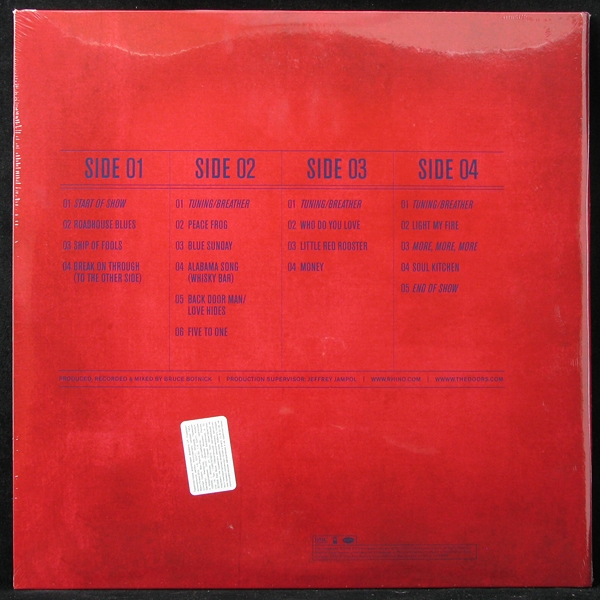 SIDE 01
01 START OF SHOW
02 ROADHOUSE BLUES
03 SHIP OF FOOLS
04 BREAK ON THROUGH
(TO THE OTHER SIDE)
SIDE 02
01 TUNING/BREATHER
02 PEACE FROG
03 BLUE SUNDAY
04 ALABAMA SONG
(WHISKY BAR)
05 BACK DOOR MAN/
LOVE HIDES
06 FIVE TO ONE
SIDE 03
01 TUNING/BREATHER
02 WHO DO YOU LOVE
03 LITTLE RED ROOSTER
04 MONEY
SIDE 04
01 TUNING/BREATHER
02 LIGHT MY FIRE
03 MORE, MORE, MORE
04 SOUL KITCHEN
05 END OF SHOW
PRODUCED, RECORDED & MIXED BY BRUCE BOTNICK | PRODUCTION SUPERVISOR: JEFFREY JAMPOL | WWW.RHINO.COM | WWW.THEDOORS.COM